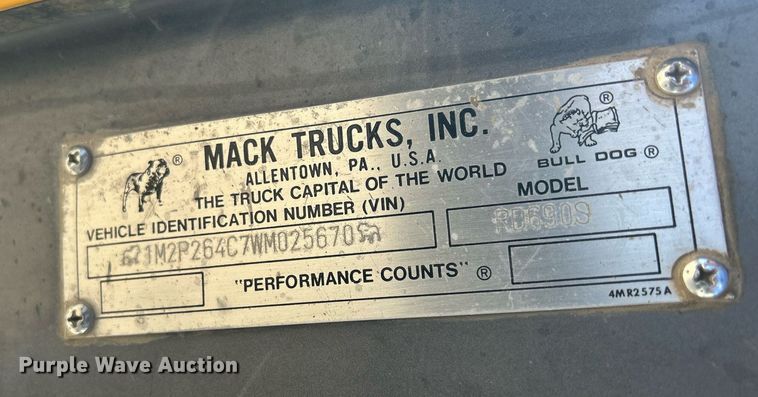 MACK TRUCKS, INC.
ALLENTOWN, PA., U.S.A.
THE TRUCK CAPITAL OF THE WORLD
BULL DOG ®
VEHICLE IDENTIFICATION NUMBER (VIN)
MODEL
1M2P264C7WM025670
RD690S
"PERFORMANCE COUNTS" ®
4MR2575A
Purple Wave Auction